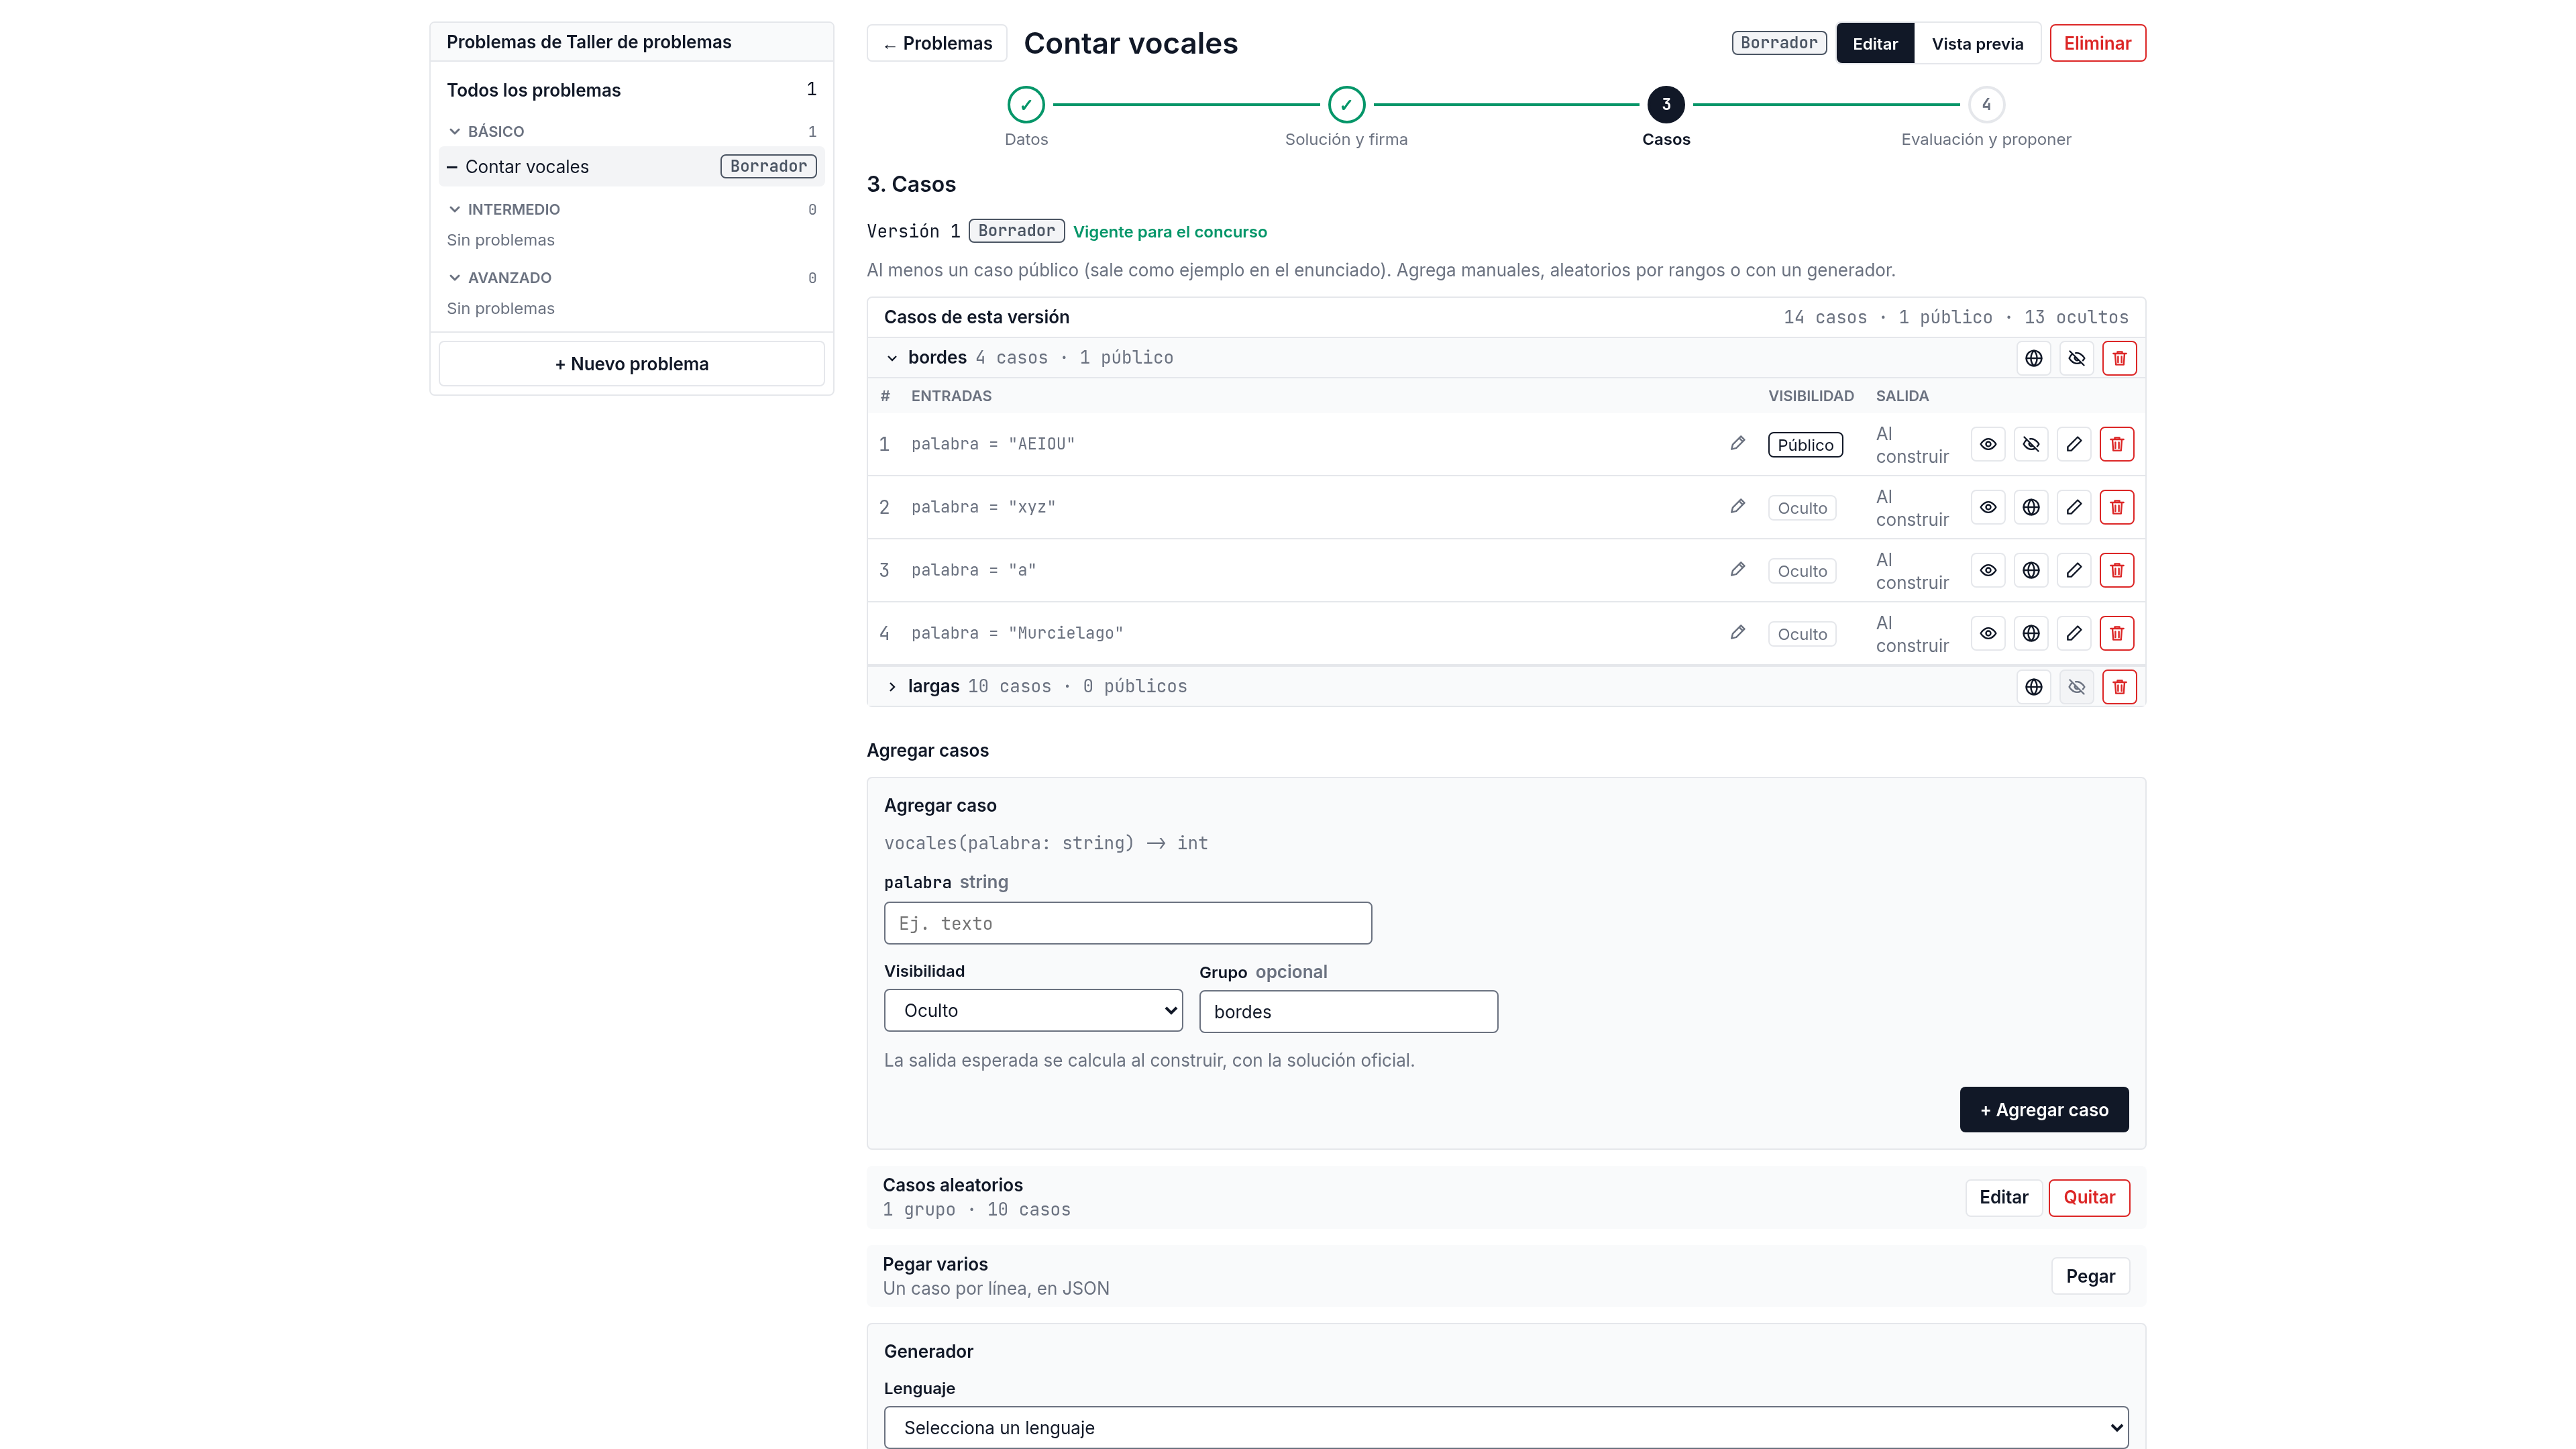 Problemas de Taller de problemas
Todos los problemas 1
BÁSICO 1
Contar vocales Borrador
INTERMEDIO 0
Sin problemas
AVANZADO 0
Sin problemas
+ Nuevo problema
← Problemas Contar vocales Borrador Editar Vista previa Eliminar
✓ ✓ 3 4
Datos Solución y firma Casos Evaluación y proponer
3. Casos
Versión 1 Borrador Vigente para el concurso
Al menos un caso público (sale como ejemplo en el enunciado). Agrega manuales, aleatorios por rangos o con un generador.
Casos de esta versión 14 casos · 1 público · 13 ocultos
bordes 4 casos · 1 público
# ENTRADAS VISIBILIDAD SALIDA
1 palabra = "AEIOU" Público Al construir
2 palabra = "xyz" Oculto Al construir
3 palabra = "a" Oculto Al construir
4 palabra = "Murcielago" Oculto Al construir
largas 10 casos · 0 públicos
Agregar casos
Agregar caso
vocales(palabra: string) -> int
palabra string
Ej. texto
Visibilidad Grupo opcional
Oculto bordes
La salida esperada se calcula al construir, con la solución oficial.
+ Agregar caso
Casos aleatorios
1 grupo · 10 casos
Editar Quitar
Pegar varios
Un caso por línea, en JSON
Pegar
Generador
Lenguaje
Selecciona un lenguaje